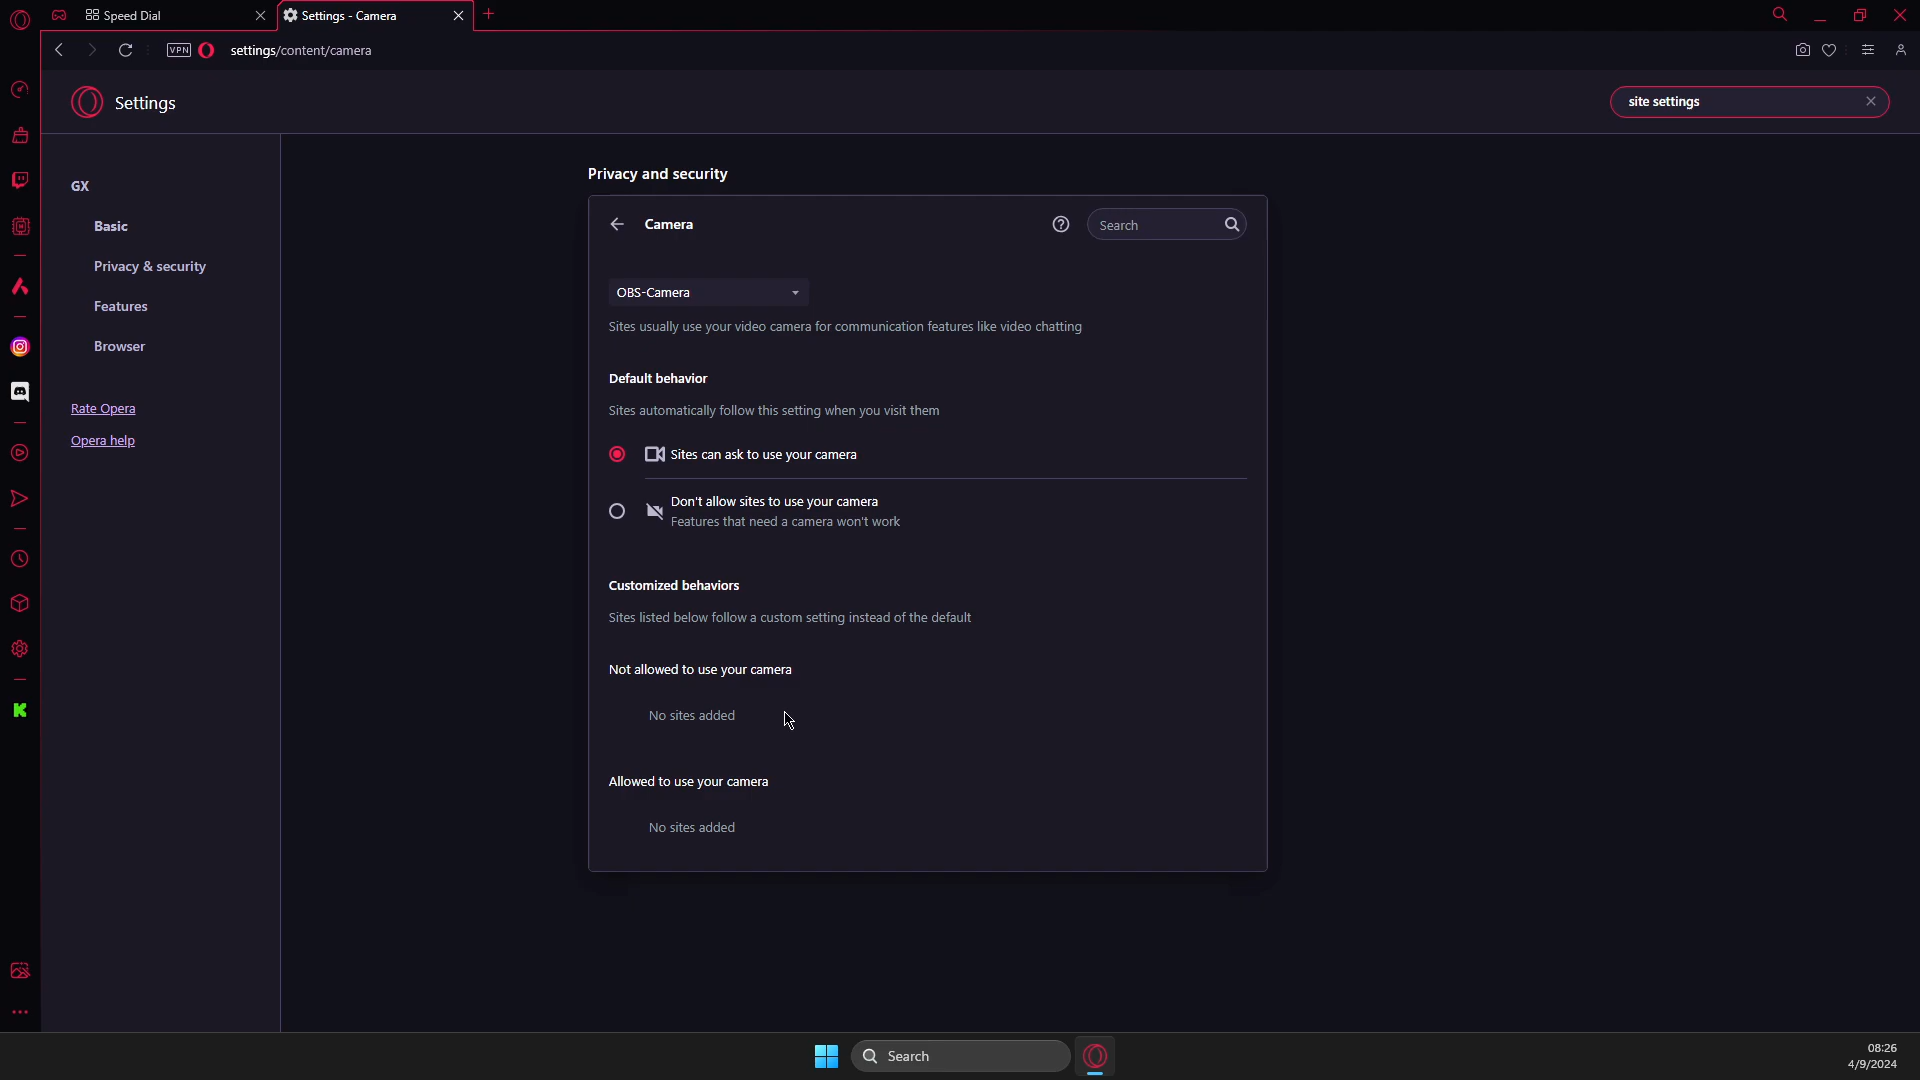 Speed Dial
Settings - Camera
VPN
settings/content/camera
Settings
site settings
GX
Basic
Privacy & security
Features
Browser
Rate Opera
Opera help
Privacy and security
Camera
Search
OBS-Camera
Sites usually use your video camera for communication features like video chatting
Default behavior
Sites automatically follow this setting when you visit them
Sites can ask to use your camera
Don't allow sites to use your camera
Features that need a camera won't work
Customized behaviors
Sites listed below follow a custom setting instead of the default
Not allowed to use your camera
No sites added
Allowed to use your camera
No sites added
Search
08:26
4/9/2024